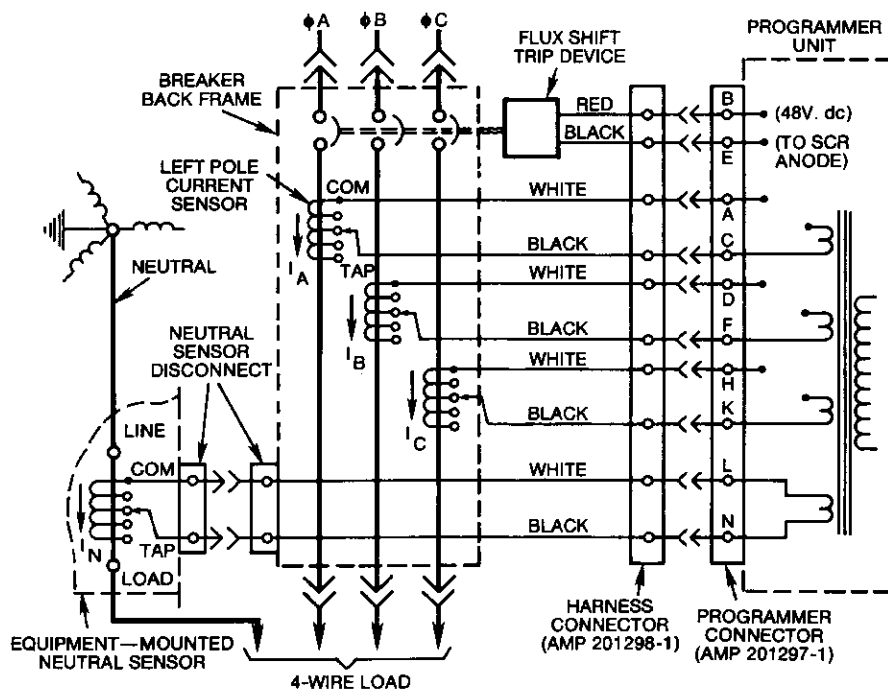 ϕA
ϕB
ϕC
FLUX SHIFT
TRIP DEVICE
PROGRAMMER
UNIT
BREAKER
BACK FRAME
RED
B
(48V. dc)
BLACK
E
(TO SCR
ANODE)
LEFT POLE
CURRENT
SENSOR
COM
WHITE
A
I A
TAP
BLACK
C
WHITE
D
NEUTRAL
I B
BLACK
F
NEUTRAL
SENSOR
DISCONNECT
WHITE
H
I C
BLACK
K
LINE
COM
WHITE
L
I N
TAP
BLACK
N
LOAD
EQUIPMENT—MOUNTED
NEUTRAL SENSOR
4-WIRE LOAD
HARNESS
CONNECTOR
(AMP 201298-1)
PROGRAMMER
CONNECTOR
(AMP 201297-1)